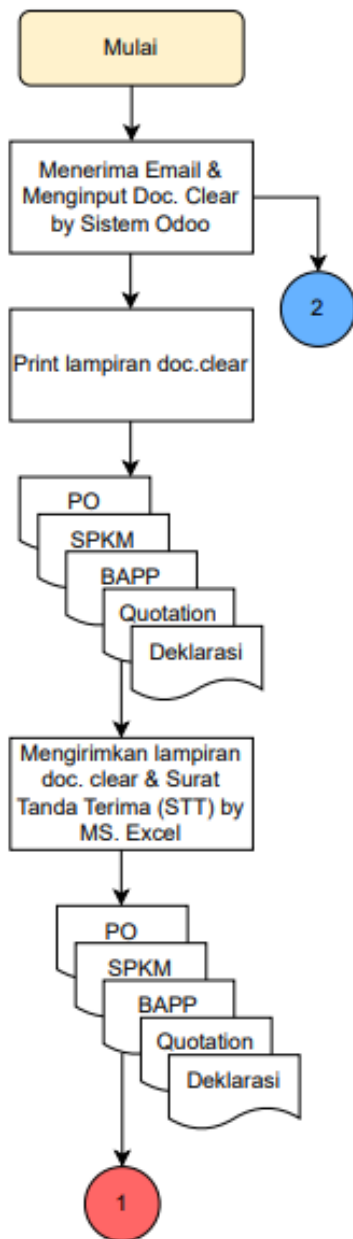 Mulai
Menerima Email &
Menginput Doc. Clear
by Sistem Odoo
2
Print lampiran doc.clear
PO
SPKM
BAPP
Quotation
Deklarasi
Mengirimkan lampiran
doc. clear & Surat
Tanda Terima (STT) by
MS. Excel
PO
SPKM
BAPP
Quotation
Deklarasi
1